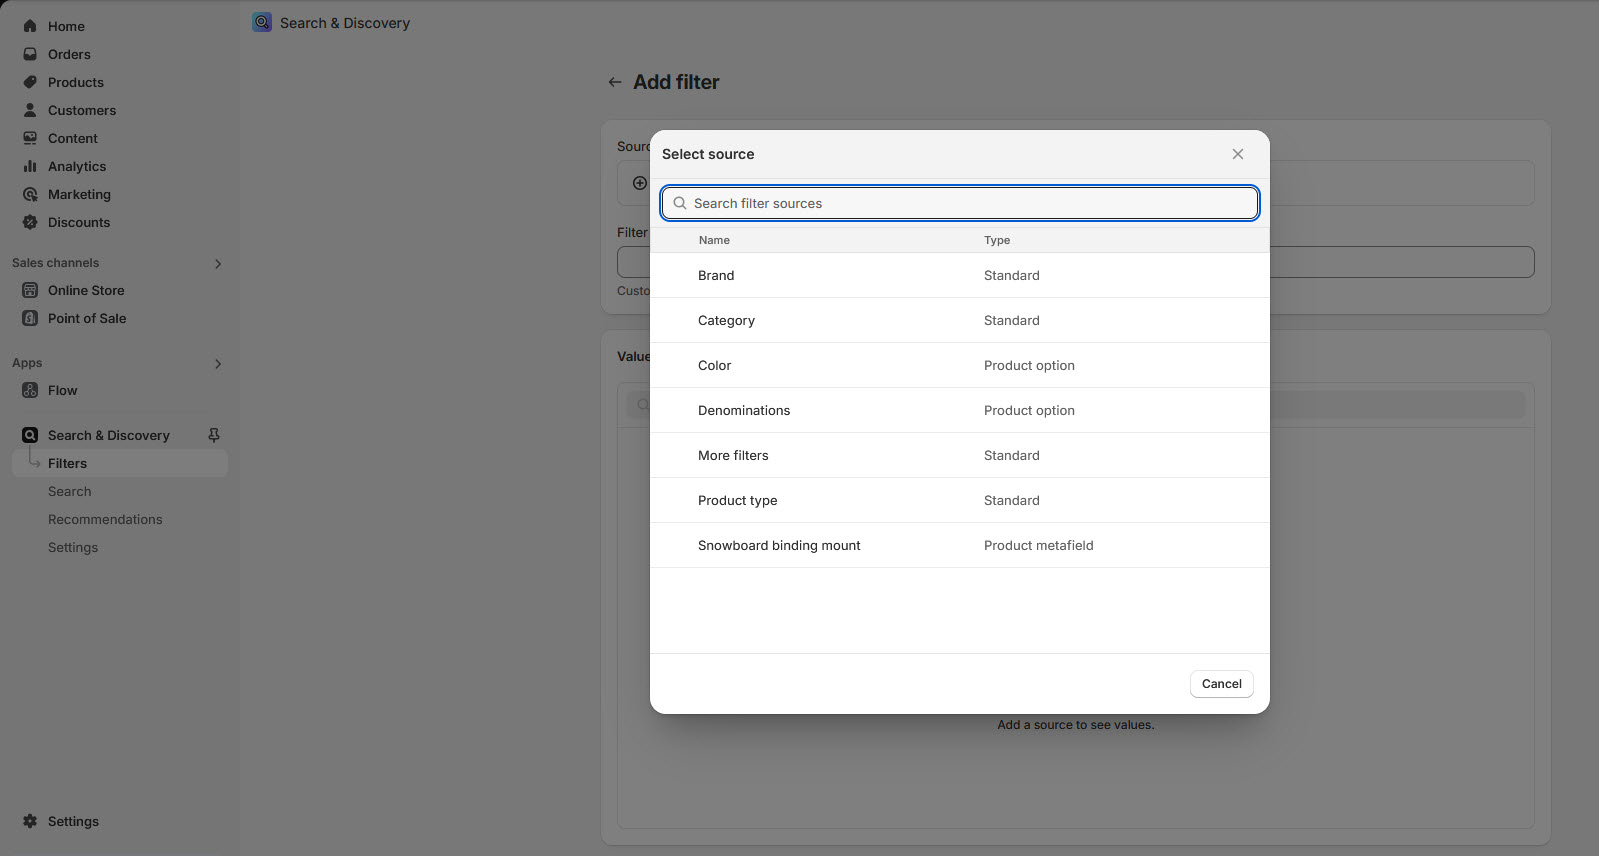 Home
Orders
Products
Customers
Content
Analytics
Marketing
Discounts
Sales channels
Online Store
Point of Sale
Apps
Flow
Search & Discovery
Filters
Search
Recommendations
Settings
Settings
Search & Discovery
Add filter
Sourc
Filter
Custo
Value
Select source
Search filter sources
Name Type
Brand Standard
Category Standard
Color Product option
Denominations Product option
More filters Standard
Product type Standard
Snowboard binding mount Product metafield
Cancel
Add a source to see values.